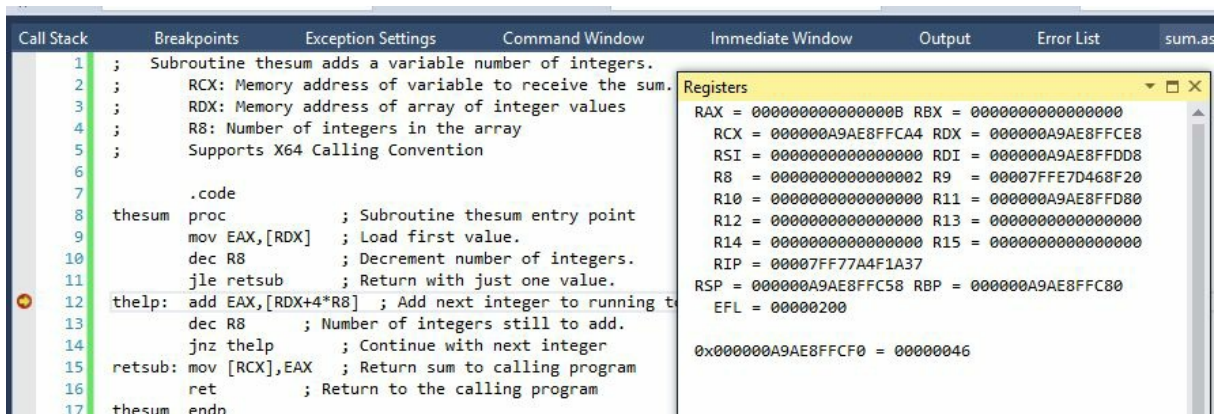 Call Stack Breakpoints Exception Settings Command Window Immediate Window Output Error List sum.as
1 ; Subroutine thesum adds a variable number of integers.
2 ; RCX: Memory address of variable to receive the sum.
3 ; RDX: Memory address of array of integer values
4 ; R8: Number of integers in the array
5 ; Supports X64 Calling Convention
6
7 .code
8 thesum proc ; Subroutine thesum entry point
9 mov EAX,[RDX] ; Load first value.
10 dec R8 ; Decrement number of integers.
11 jle retsub ; Return with just one value.
12 thelp: add EAX,[RDX+4*R8] ; Add next integer to running to
13 dec R8 ; Number of integers still to add.
14 jnz thelp ; Continue with next integer
15 retsub: mov [RCX],EAX ; Return sum to calling program
16 ret ; Return to the calling program
17 thesum endp
Registers
RAX = 000000000000000B RBX = 0000000000000000
RCX = 000000A9AE8FFCA4 RDX = 000000A9AE8FFCE8
RSI = 0000000000000000 RDI = 000000A9AE8FFDD8
R8 = 0000000000000002 R9 = 00007FFE7D468F20
R10 = 0000000000000000 R11 = 000000A9AE8FFD80
R12 = 0000000000000000 R13 = 0000000000000000
R14 = 0000000000000000 R15 = 0000000000000000
RIP = 00007FF77A4F1A37
RSP = 000000A9AE8FFC58 RBP = 000000A9AE8FFC80
EFL = 00000200
0x000000A9AE8FFCF0 = 00000046